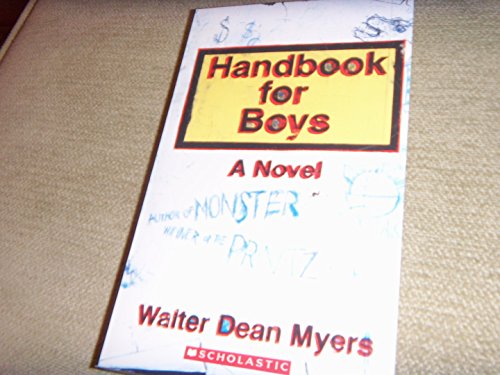 $ $
Handbook
for
Boys
A Novel
AUTHOR OF MONSTER
WINNER OF THE PRINTZ
Walter Dean Myers
SCHOLASTIC